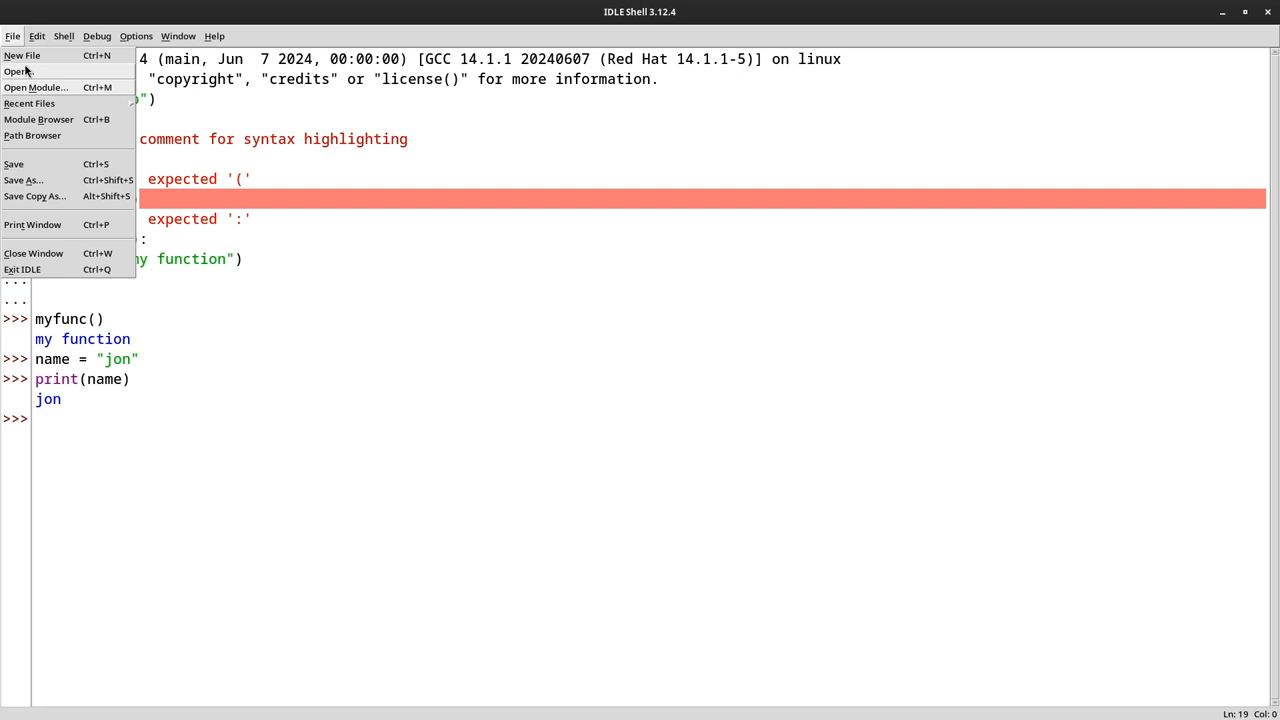 IDLE Shell 3.12.4
File Edit Shell Debug Options Window Help
New File Ctrl+N
Open...
Open Module... Ctrl+M
Recent Files
Module Browser Ctrl+B
Path Browser
Save Ctrl+S
Save As... Ctrl+Shift+S
Save Copy As... Alt+Shift+S
Print Window Ctrl+P
Close Window Ctrl+W
Exit IDLE Ctrl+Q
4 (main, Jun  7 2024, 00:00:00) [GCC 14.1.1 20240607 (Red Hat 14.1.1-5)] on linux
"copyright", "credits" or "license()" for more information.
")
comment for syntax highlighting
expected '('
expected ':'
):
my function")
...
...
>>> myfunc()
my function
>>> name = "jon"
>>> print(name)
jon
>>>
Ln: 19 Col: 0